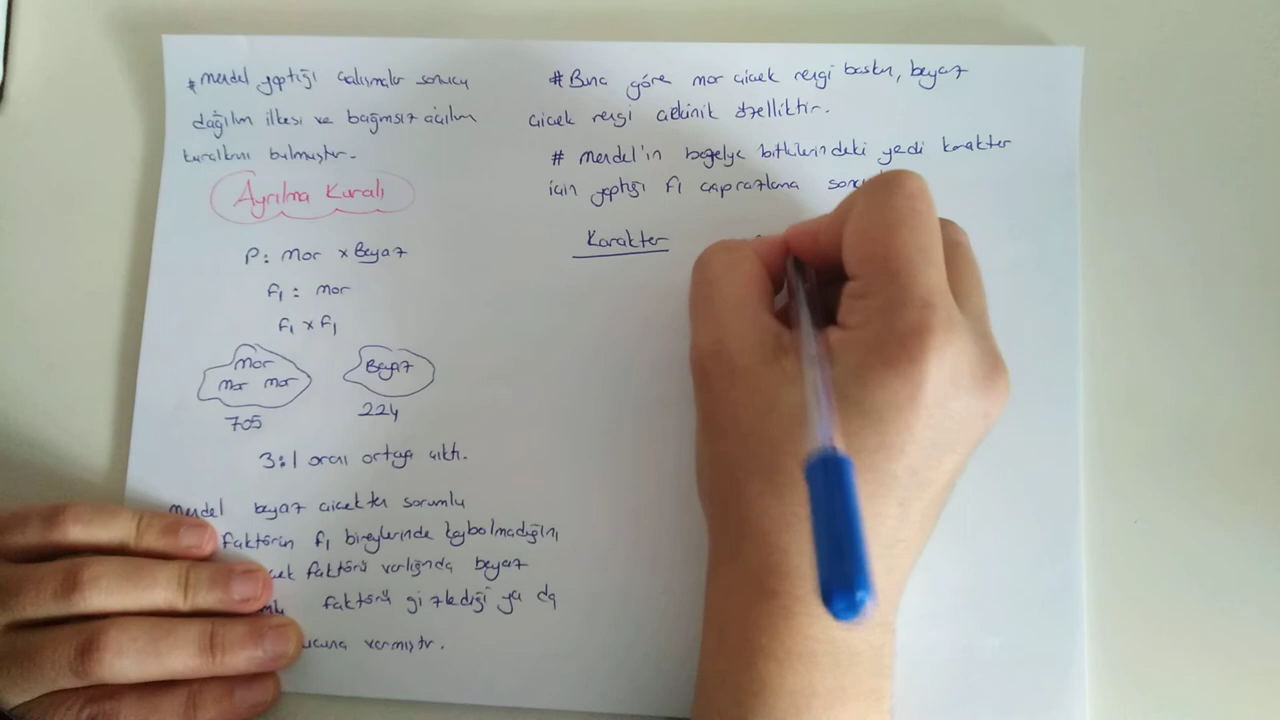 # Mendel yaptığı çalışmalar sonucu
dağılım ilkesi ve bağımsız açılım
kuralını bulmuştur.
Ayrılma Kuralı
P: Mor x Beyaz
F1 : Mor
F1 x F1
Mor
Mor Mor
Beyaz
705
224
3:1 oranı ortaya çıktı.
Mendel beyaz çiçekten sorumlu
faktörün F1 bireylerinde kaybolmadığını,
faktörü varlığında beyaz
faktörü gizlediği ya da
varmıştır.
# Buna göre mor çiçek rengi baskın, beyaz
çiçek rengi çekinik özelliktir.
# Mendel'in bezelye bitkilerindeki yedi karakter
için yaptığı F1 çaprazlama
Karakter